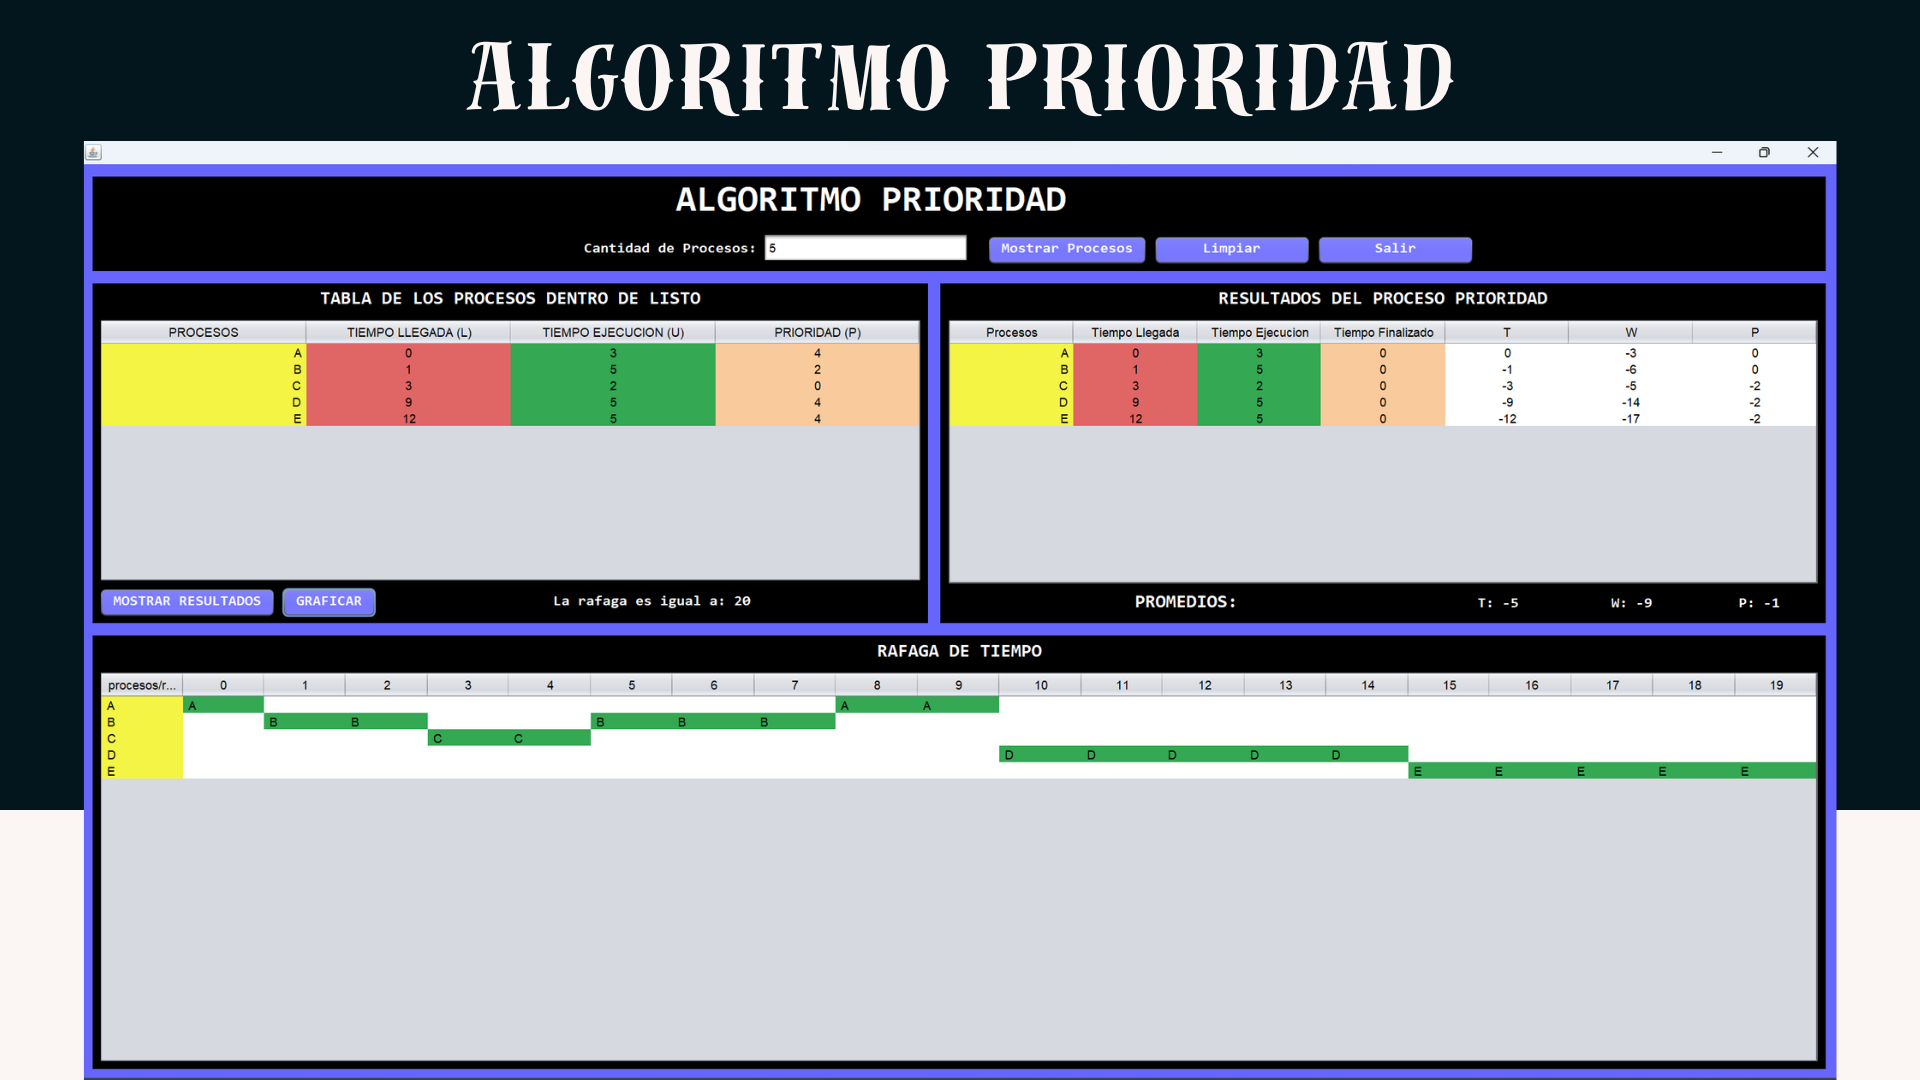 ALGORITMO PRIORIDAD
ALGORITMO PRIORIDAD
Cantidad de Procesos: 5 Mostrar Procesos Limpiar Salir
TABLA DE LOS PROCESOS DENTRO DE LISTO
PROCESOS TIEMPO LLEGADA (L) TIEMPO EJECUCION (U) PRIORIDAD (P)
A 0 3 4
B 1 5 2
C 3 2 0
D 9 5 4
E 12 5 4
MOSTRAR RESULTADOS GRAFICAR La rafaga es igual a: 20
RESULTADOS DEL PROCESO PRIORIDAD
Procesos Tiempo Llegada Tiempo Ejecucion Tiempo Finalizado T W P
A 0 3 0 0 -3 0
B 1 5 0 -1 -6 0
C 3 2 0 -3 -5 -2
D 9 5 0 -9 -14 -2
E 12 5 0 -12 -17 -2
PROMEDIOS: T: -5 W: -9 P: -1
RAFAGA DE TIEMPO
procesos/r... 0 1 2 3 4 5 6 7 8 9 10 11 12 13 14 15 16 17 18 19
A A A A
B B B B B B
C C C
D D D D D D
E E E E E E